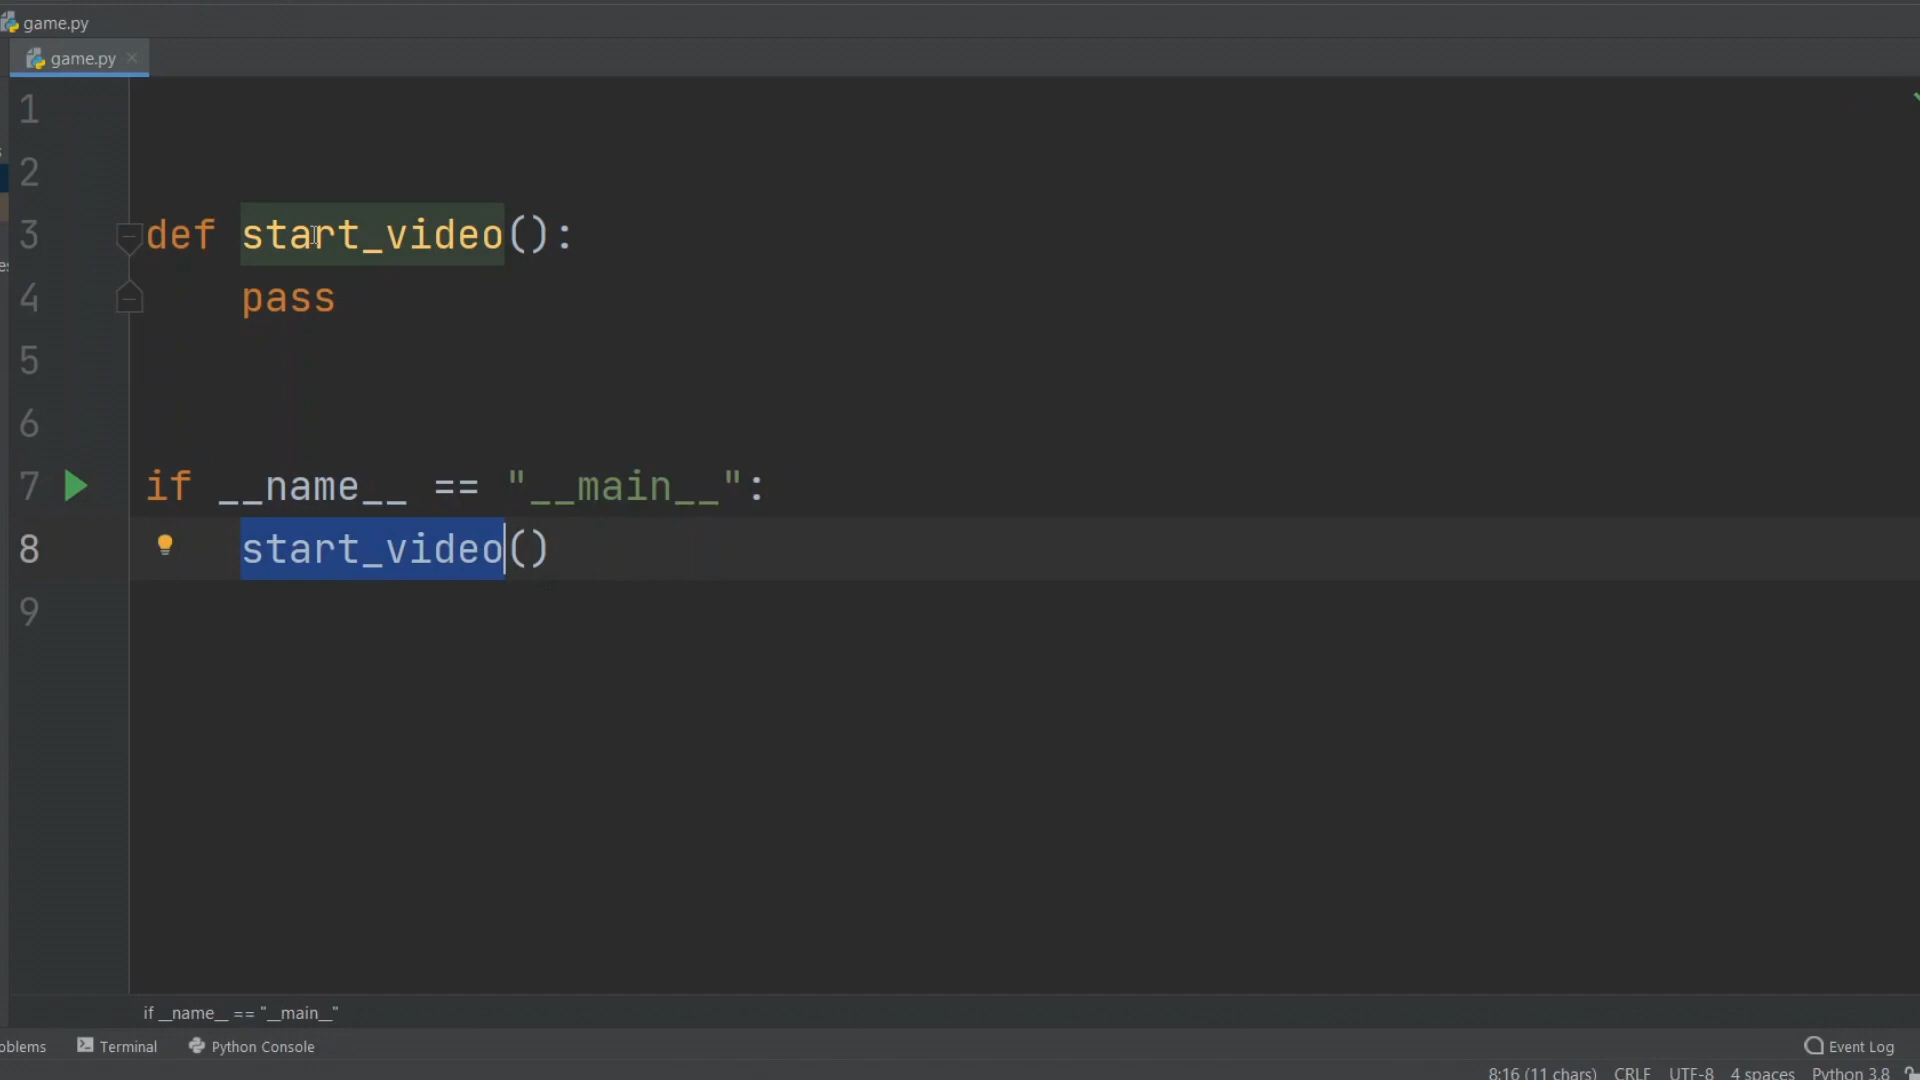 game.py
game.py
1
2
3 def start_video():
4 pass
5
6
7 if __name__ == "__main__":
8 start_video()
9
if __name__ == "__main__"
Terminal Python Console Event Log
8:16 (11 chars) CRLF UTF-8 4 spaces Python 3.8